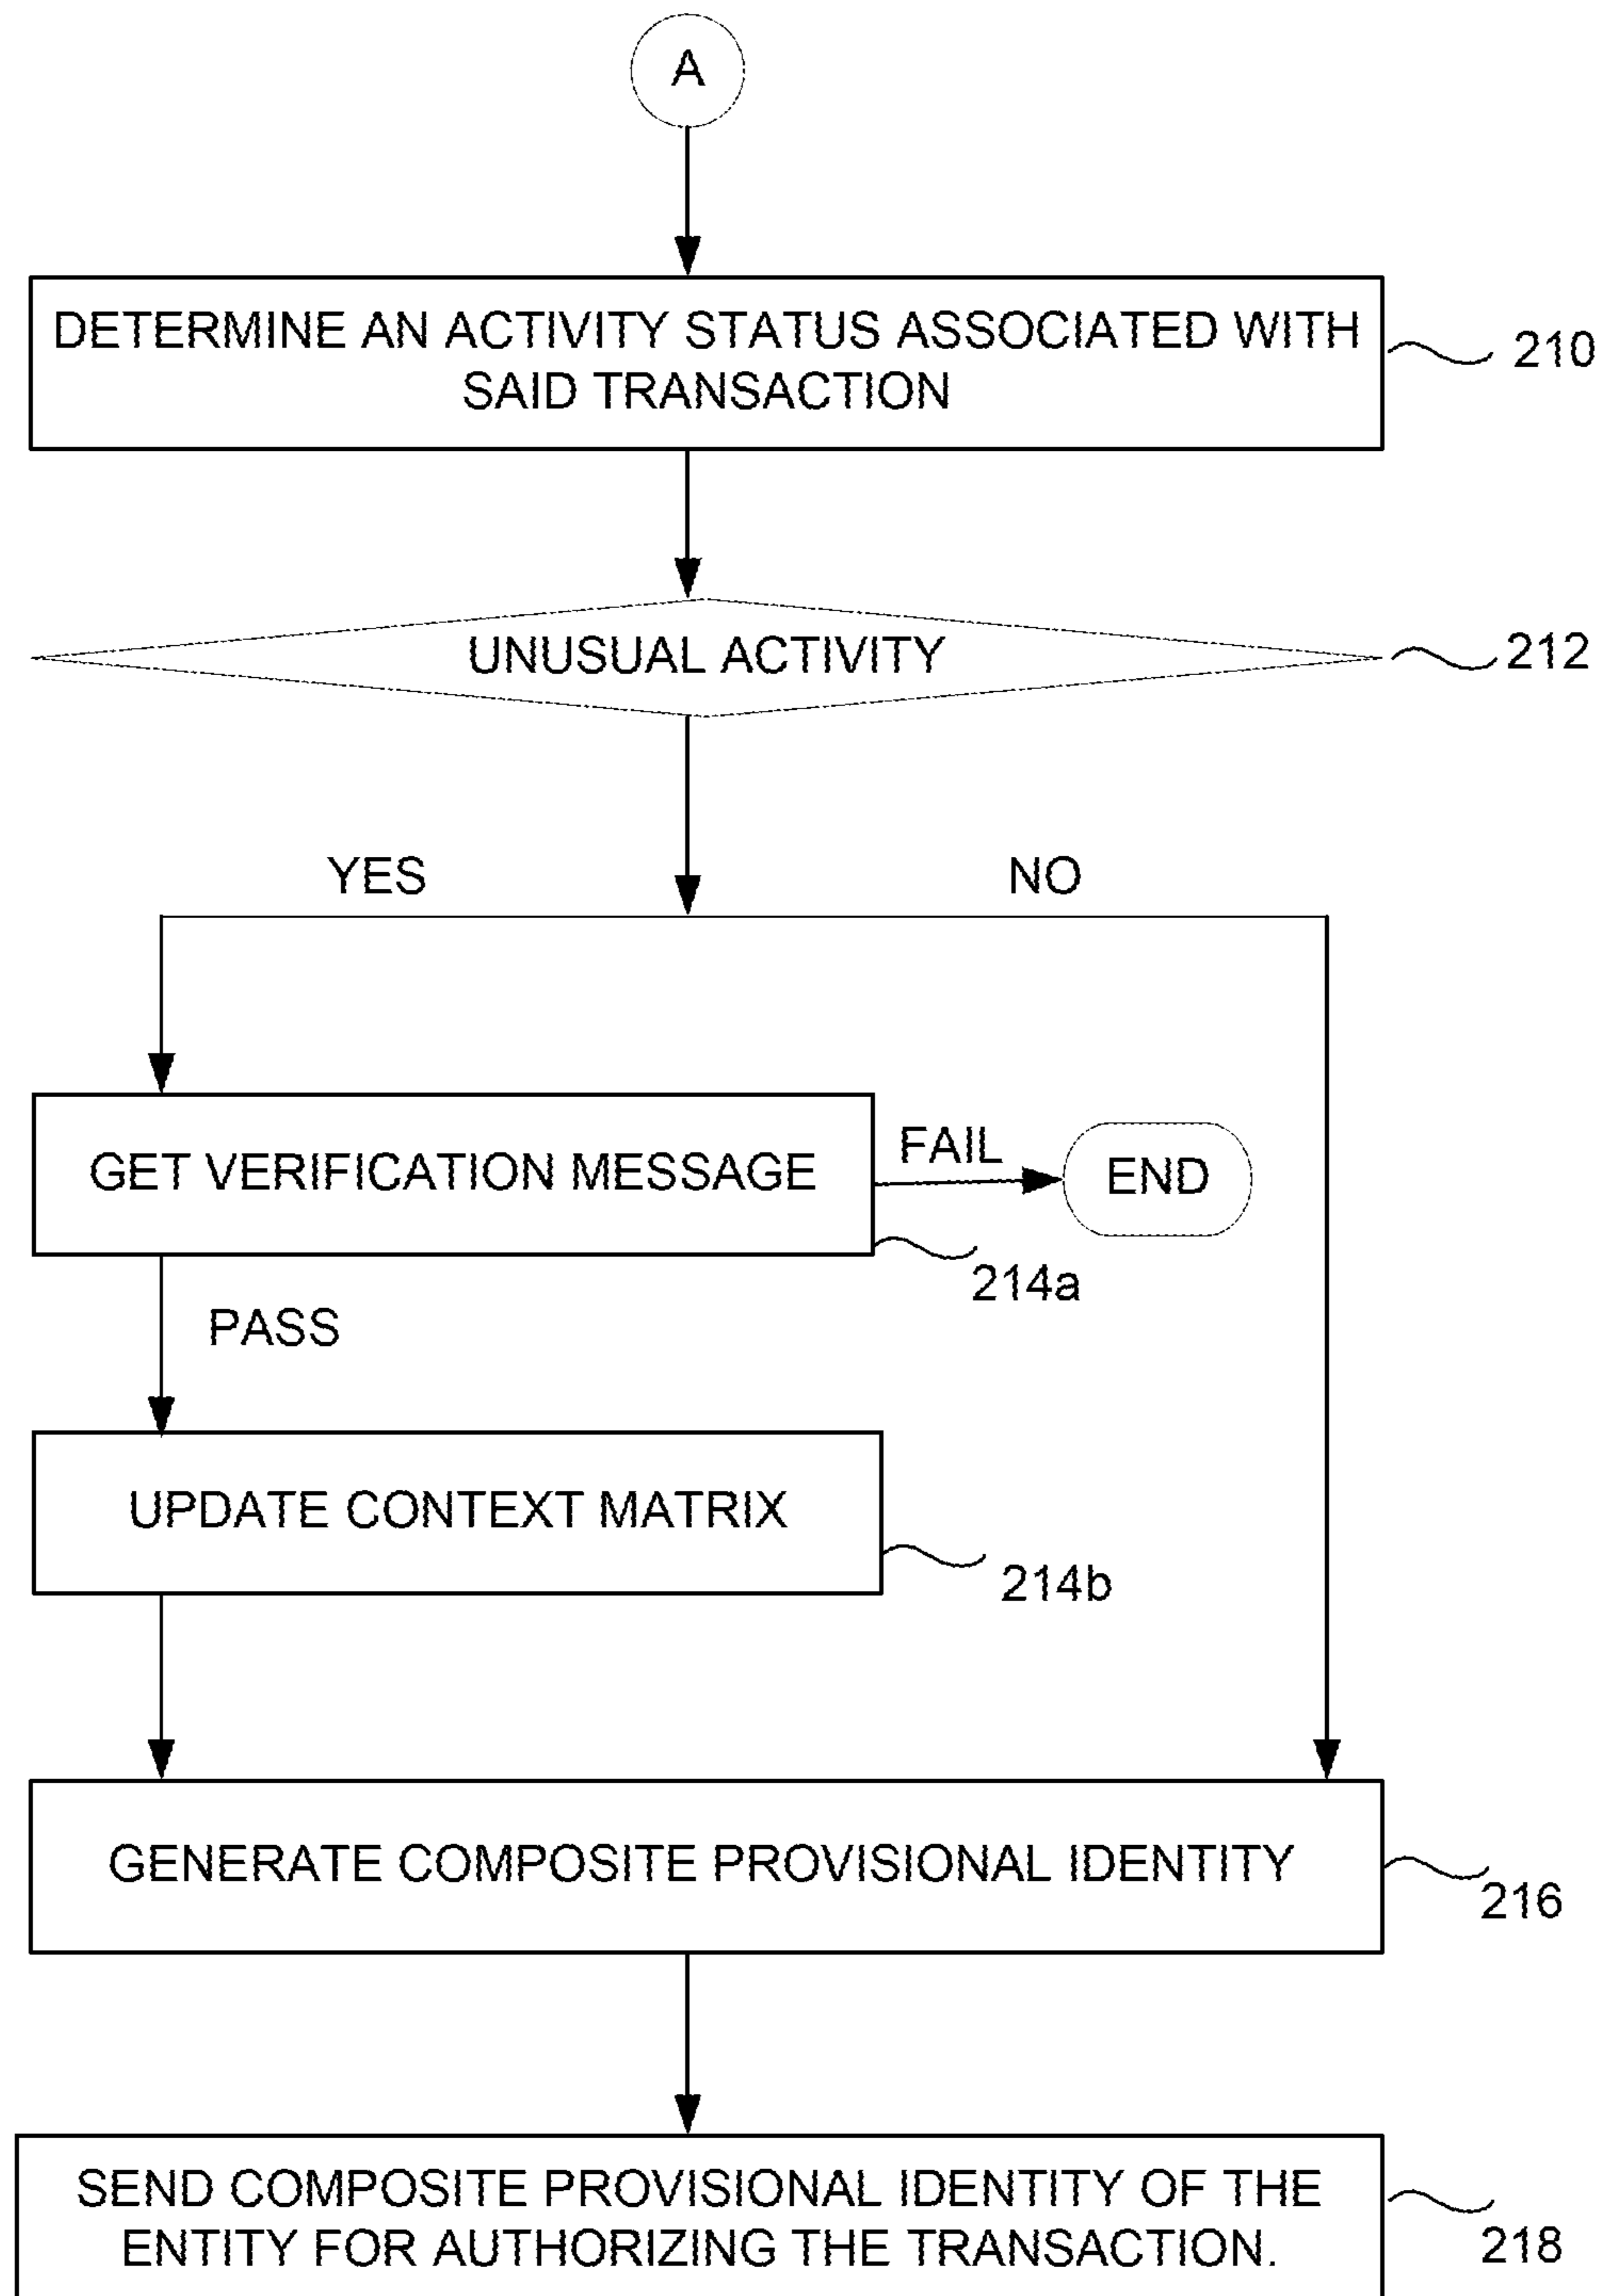 A
DETERMINE AN ACTIVITY STATUS ASSOCIATED WITH
SAID TRANSACTION
210
UNUSUAL ACTIVITY
212
YES
NO
GET VERIFICATION MESSAGE
FAIL
END
214a
PASS
UPDATE CONTEXT MATRIX
214b
GENERATE COMPOSITE PROVISIONAL IDENTITY
216
SEND COMPOSITE PROVISIONAL IDENTITY OF THE
ENTITY FOR AUTHORIZING THE TRANSACTION.
218